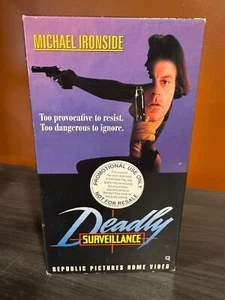 MICHAEL IRONSIDE
Too provocative to resist.
Too dangerous to ignore.
PROMOTIONAL USE ONLY
NOT FOR RESALE
Deadly
SURVEILLANCE
REPUBLIC PICTURES HOME VIDEO